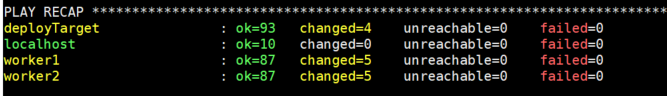 PLAY RECAP *********************************************************************
deployTarget : ok=93 changed=4 unreachable=0 failed=0
localhost : ok=10 changed=0 unreachable=0 failed=0
worker1 : ok=87 changed=5 unreachable=0 failed=0
worker2 : ok=87 changed=5 unreachable=0 failed=0